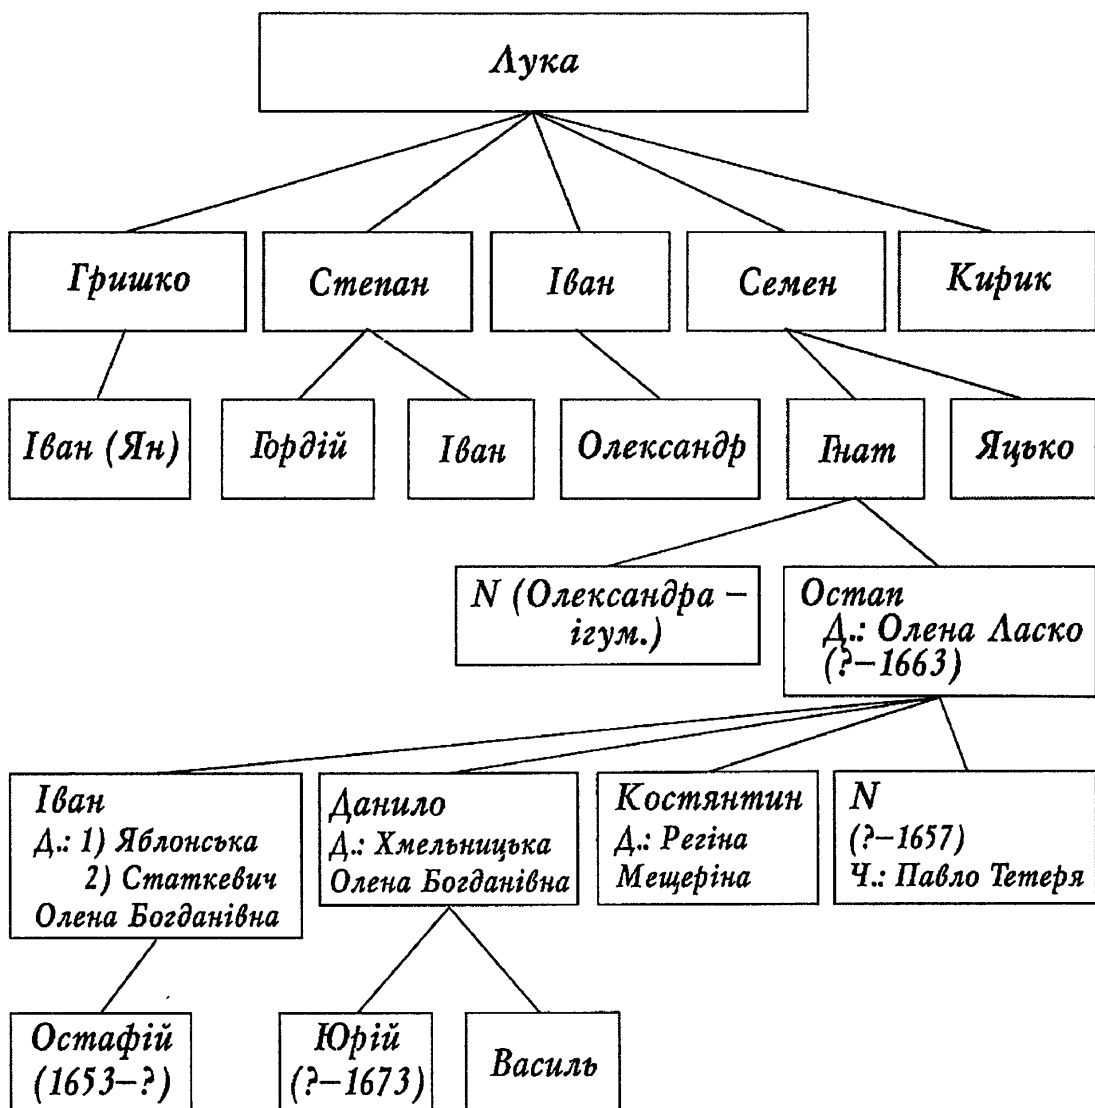 Лука
Гришко
Степан
Іван
Семен
Кирик
Іван (Ян)
Гордій
Іван
Олександр
Гнат
Яцько
N (Олександра –
ігум.)
Остап
Д.: Олена Ласко
(?–1663)
Іван
Д.: 1) Яблонська
2) Статкевич
Олена Богданівна
Данило
Д.: Хмельницька
Олена Богданівна
Костянтин
Д.: Регіна
Мещеріна
N
(?–1657)
Ч.: Павло Тетеря
Остафій
(1653–?)
Юрій
(?–1673)
Василь